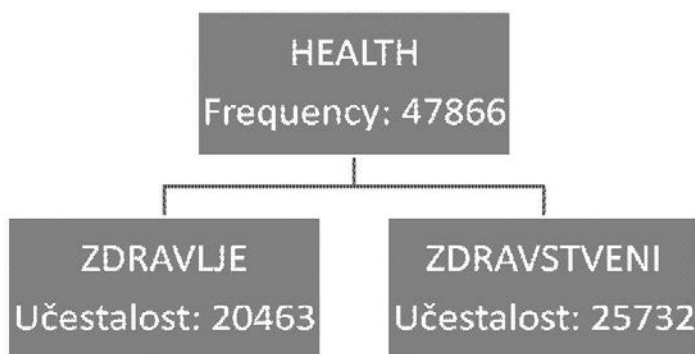 HEALTH
Frequency: 47866
ZDRAVLJE
Učestalost: 20463
ZDRAVSTVENI
Učestalost: 25732